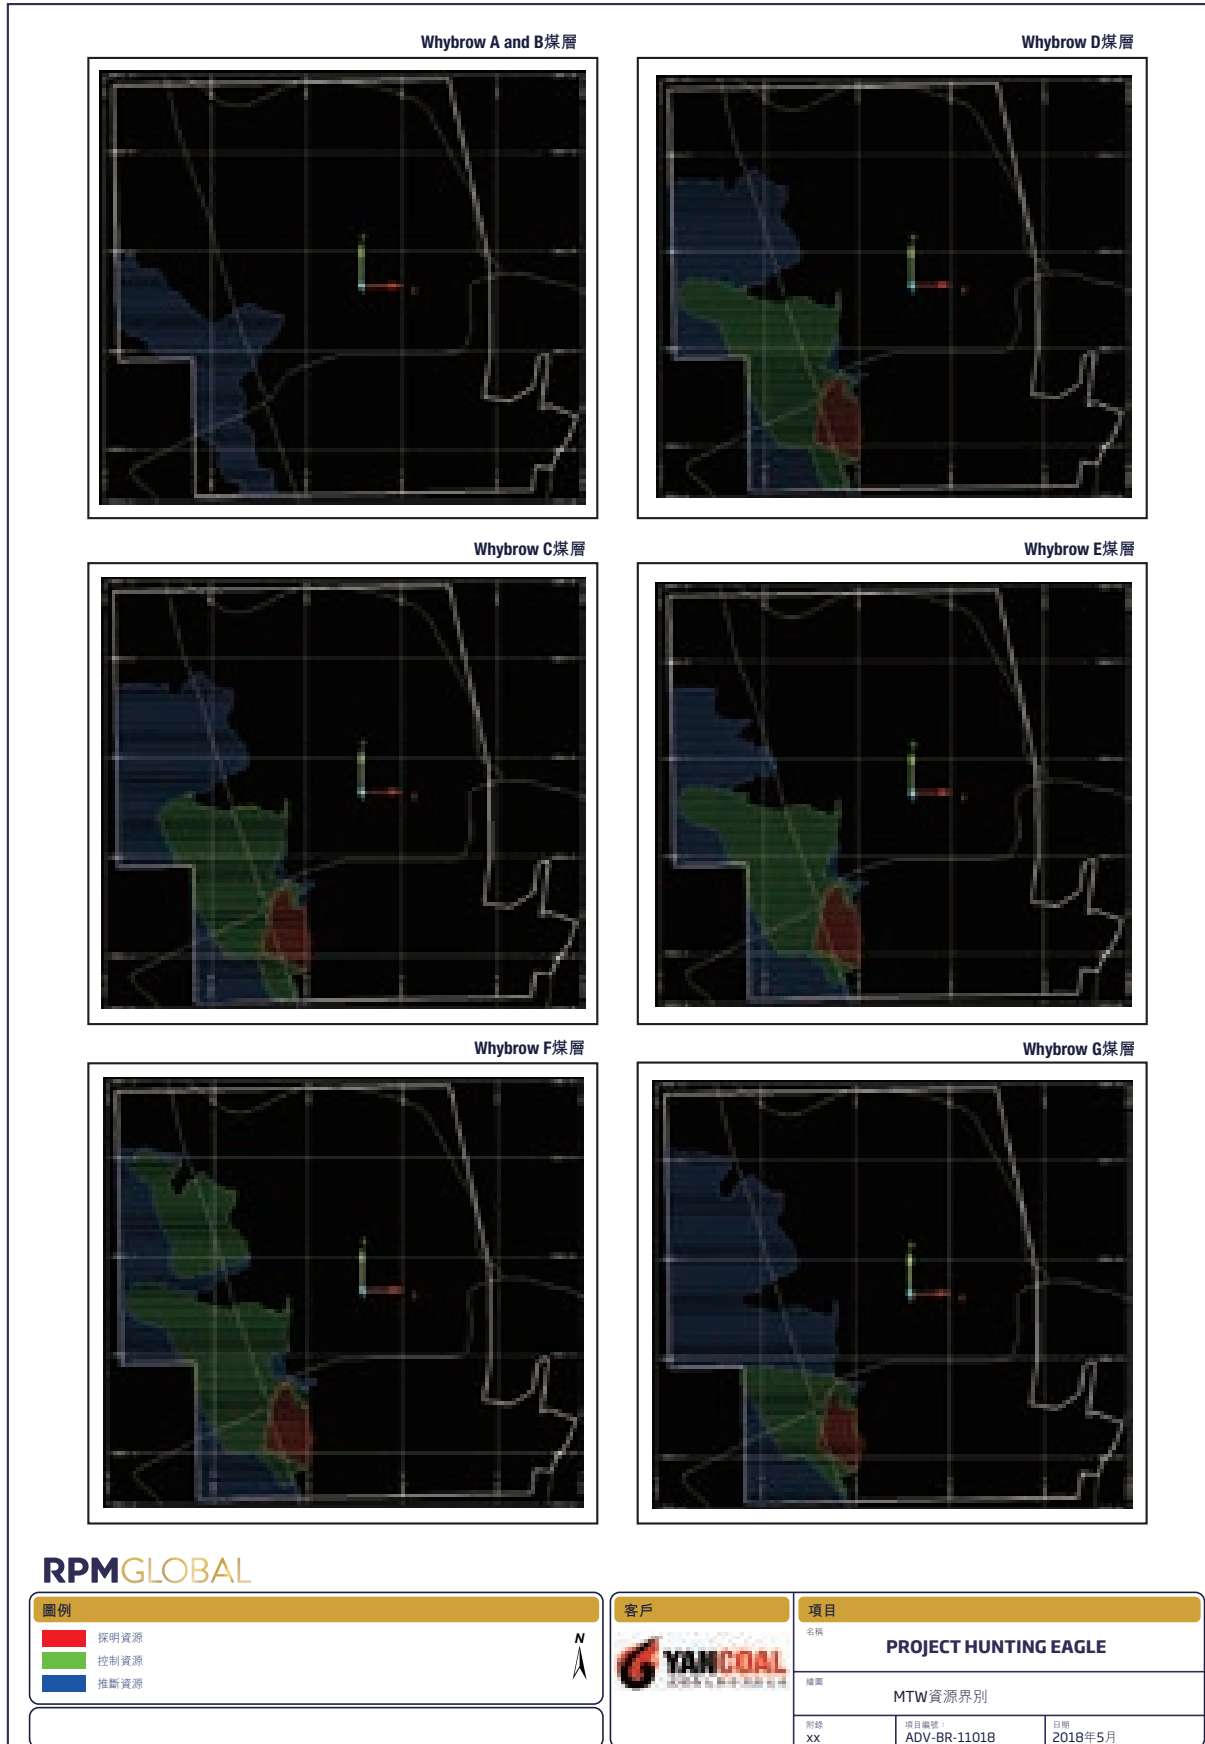 Whybrow A and B煤層
Whybrow D煤層
Whybrow C煤層
Whybrow E煤層
Whybrow F煤層
Whybrow G煤層
RPMGLOBAL
圖例
探明資源
控制資源
推斷資源
N
客戶
YANCOAL
項目
名稱
PROJECT HUNTING EAGLE
繪圖
MTW資源界別
附錄
xx
項目編號：
ADV-BR-11018
日期
2018年5月